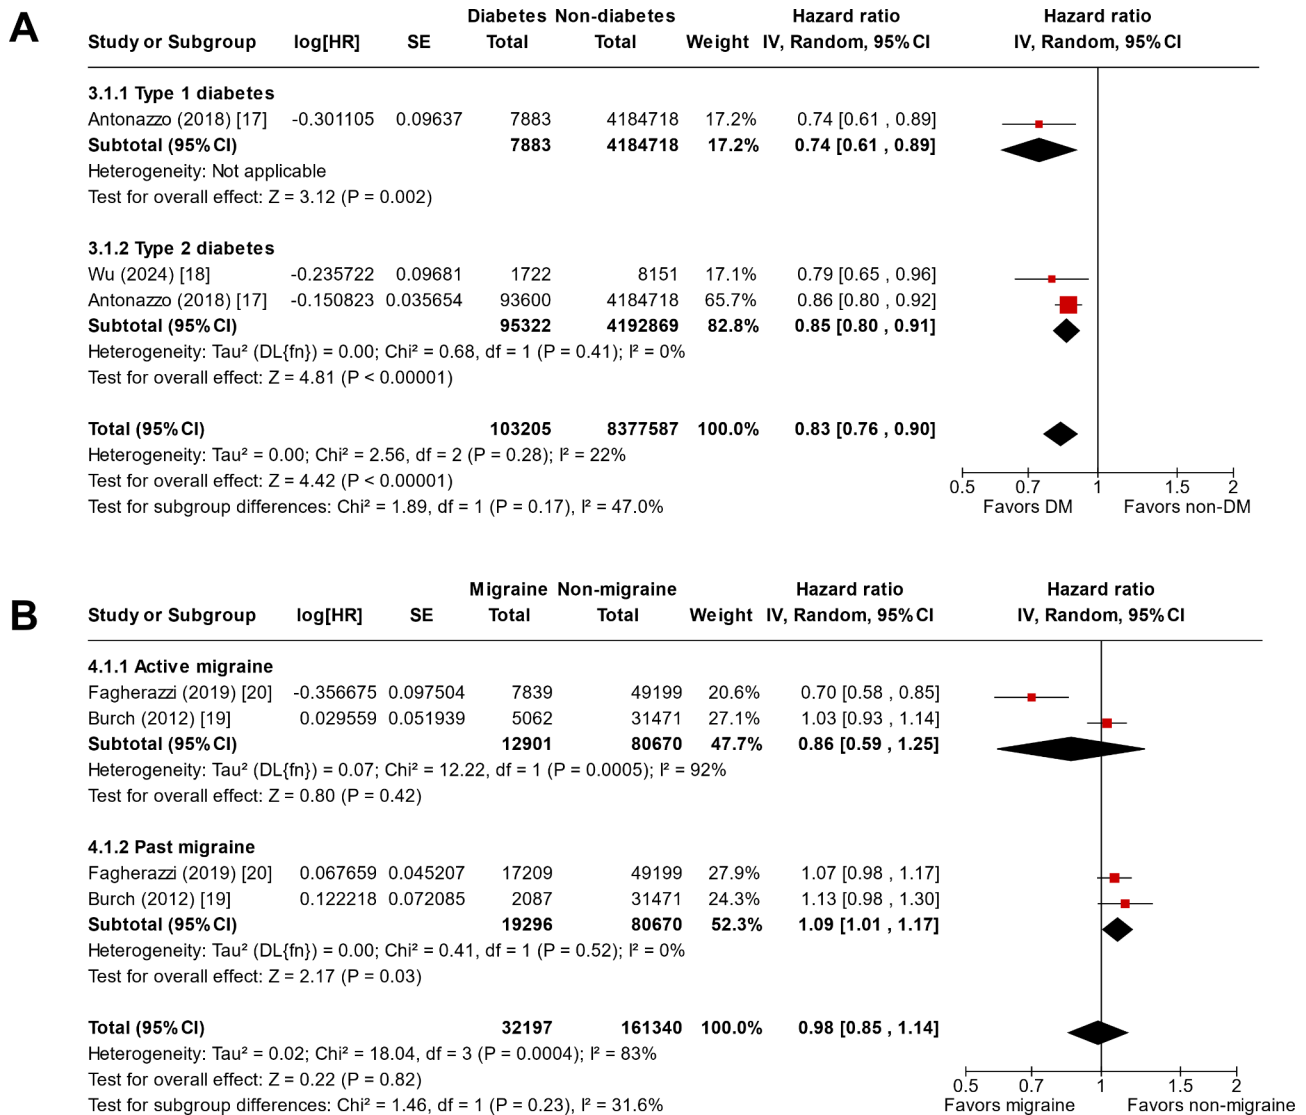 A
Diabetes Non-diabetes Hazard ratio Hazard ratio
Study or Subgroup log[HR] SE Total Total Weight IV, Random, 95% CI IV, Random, 95% CI
3.1.1 Type 1 diabetes
Antonazzo (2018) [17] -0.301105 0.09637 7883 4184718 17.2% 0.74 [0.61 , 0.89]
Subtotal (95% CI) 7883 4184718 17.2% 0.74 [0.61 , 0.89]
Heterogeneity: Not applicable
Test for overall effect: Z = 3.12 (P = 0.002)
3.1.2 Type 2 diabetes
Wu (2024) [18] -0.235722 0.09681 1722 8151 17.1% 0.79 [0.65 , 0.96]
Antonazzo (2018) [17] -0.150823 0.035654 93600 4184718 65.7% 0.86 [0.80 , 0.92]
Subtotal (95% CI) 95322 4192869 82.8% 0.85 [0.80 , 0.91]
Heterogeneity: Tau² (DL{fn}) = 0.00; Chi² = 0.68, df = 1 (P = 0.41); I² = 0%
Test for overall effect: Z = 4.81 (P < 0.00001)
Total (95% CI) 103205 8377587 100.0% 0.83 [0.76 , 0.90]
Heterogeneity: Tau² = 0.00; Chi² = 2.56, df = 2 (P = 0.28); I² = 22%
Test for overall effect: Z = 4.42 (P < 0.00001)
Test for subgroup differences: Chi² = 1.89, df = 1 (P = 0.17), I² = 47.0%
0.5 0.7 1 1.5 2
Favors DM Favors non-DM
B
Migraine Non-migraine Hazard ratio Hazard ratio
Study or Subgroup log[HR] SE Total Total Weight IV, Random, 95% CI IV, Random, 95% CI
4.1.1 Active migraine
Fagherazzi (2019) [20] -0.356675 0.097504 7839 49199 20.6% 0.70 [0.58 , 0.85]
Burch (2012) [19] 0.029559 0.051939 5062 31471 27.1% 1.03 [0.93 , 1.14]
Subtotal (95% CI) 12901 80670 47.7% 0.86 [0.59 , 1.25]
Heterogeneity: Tau² (DL{fn}) = 0.07; Chi² = 12.22, df = 1 (P = 0.0005); I² = 92%
Test for overall effect: Z = 0.80 (P = 0.42)
4.1.2 Past migraine
Fagherazzi (2019) [20] 0.067659 0.045207 17209 49199 27.9% 1.07 [0.98 , 1.17]
Burch (2012) [19] 0.122218 0.072085 2087 31471 24.3% 1.13 [0.98 , 1.30]
Subtotal (95% CI) 19296 80670 52.3% 1.09 [1.01 , 1.17]
Heterogeneity: Tau² (DL{fn}) = 0.00; Chi² = 0.41, df = 1 (P = 0.52); I² = 0%
Test for overall effect: Z = 2.17 (P = 0.03)
Total (95% CI) 32197 161340 100.0% 0.98 [0.85 , 1.14]
Heterogeneity: Tau² = 0.02; Chi² = 18.04, df = 3 (P = 0.0004); I² = 83%
Test for overall effect: Z = 0.22 (P = 0.82)
Test for subgroup differences: Chi² = 1.46, df = 1 (P = 0.23), I² = 31.6%
0.5 0.7 1 1.5 2
Favors migraine Favors non-migraine